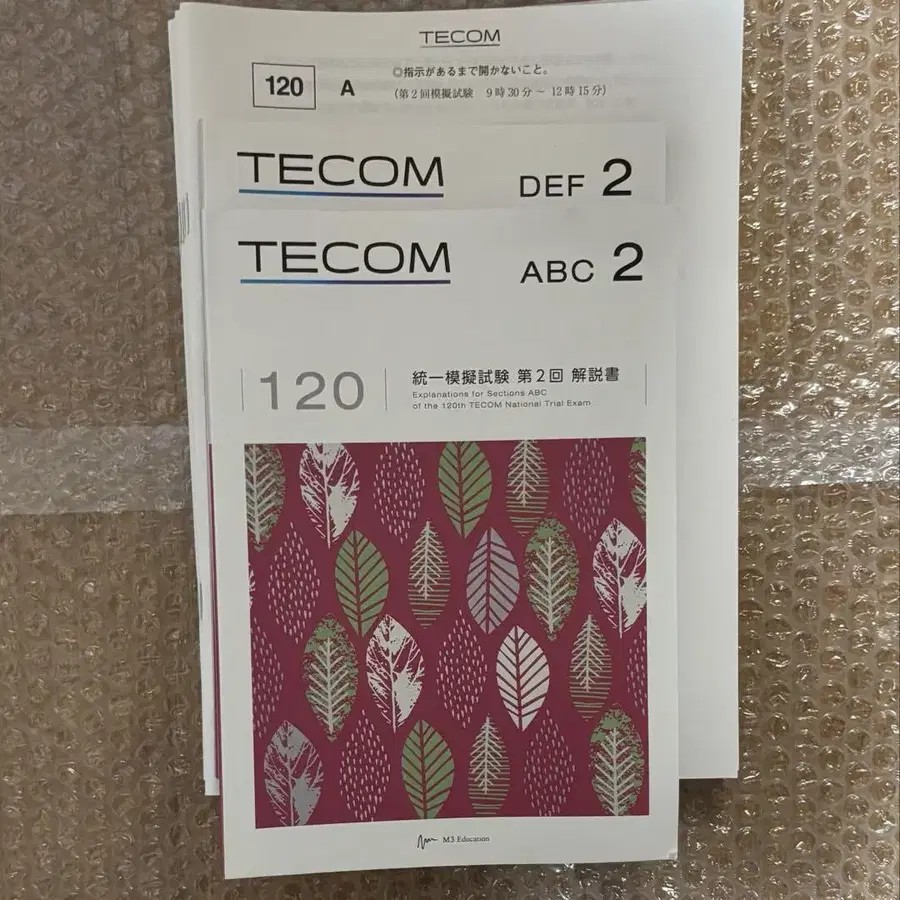 TECOM
120 A ◎指示があるまで開かないこと。
(第2回模擬試験 9時30分 ~ 12時15分)
TECOM DEF 2
TECOM ABC 2
120 統一模擬試験 第2回 解説書
Explanations for Sections ABC
of the 120th TECOM National Trial Exam
M3 Education